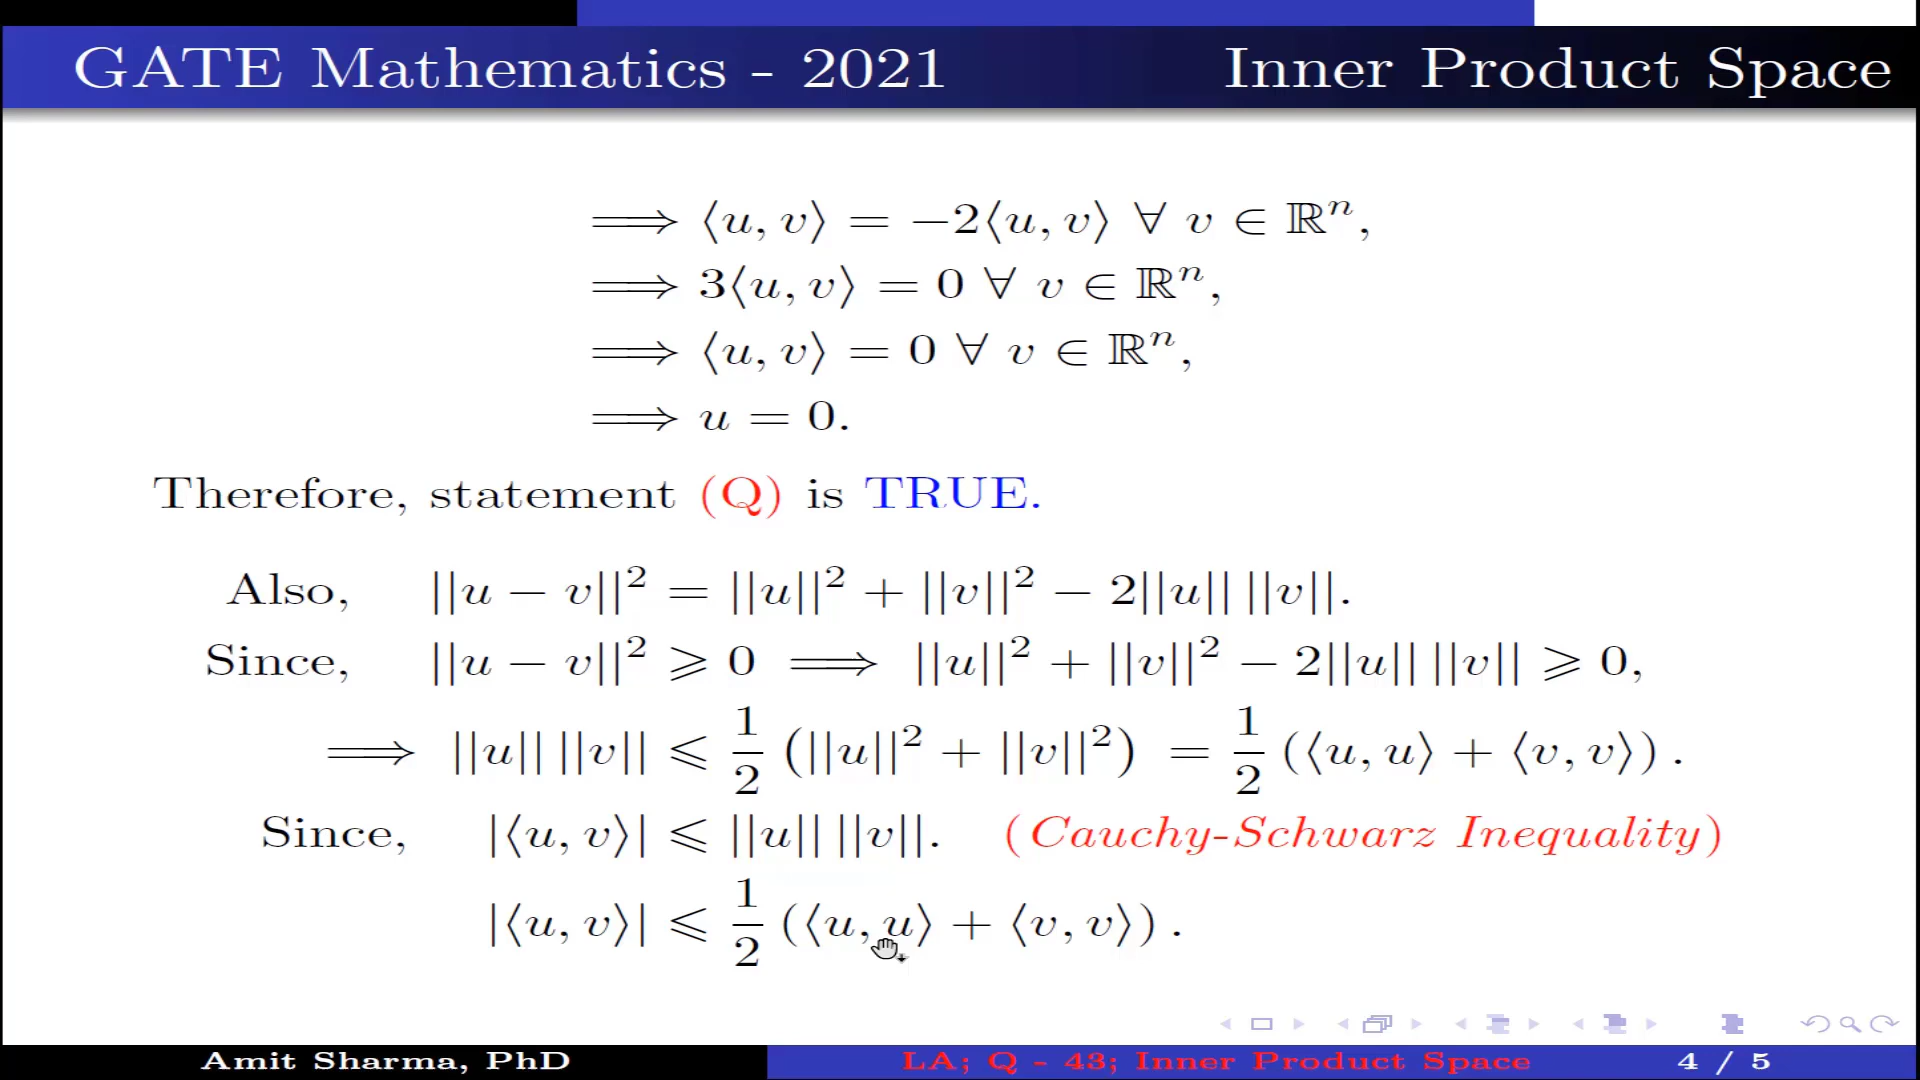 GATE Mathematics - 2021 Inner Product Space
⟹ ⟨u, v⟩ = −2⟨u, v⟩ ∀ v ∈ ℝⁿ,
⟹ 3⟨u, v⟩ = 0 ∀ v ∈ ℝⁿ,
⟹ ⟨u, v⟩ = 0 ∀ v ∈ ℝⁿ,
⟹ u = 0.
Therefore, statement (Q) is TRUE.
Also, ||u − v||² = ||u||² + ||v||² − 2||u|| ||v||.
Since, ||u − v||² ⩾ 0 ⟹ ||u||² + ||v||² − 2||u|| ||v|| ⩾ 0,
⟹ ||u|| ||v|| ⩽ 1/2 (||u||² + ||v||²) = 1/2 (⟨u, u⟩ + ⟨v, v⟩).
Since, |⟨u, v⟩| ⩽ ||u|| ||v||. (Cauchy-Schwarz Inequality)
|⟨u, v⟩| ⩽ 1/2 (⟨u, u⟩ + ⟨v, v⟩).
Amit Sharma, PhD LA; Q - 43; Inner Product Space 4 / 5